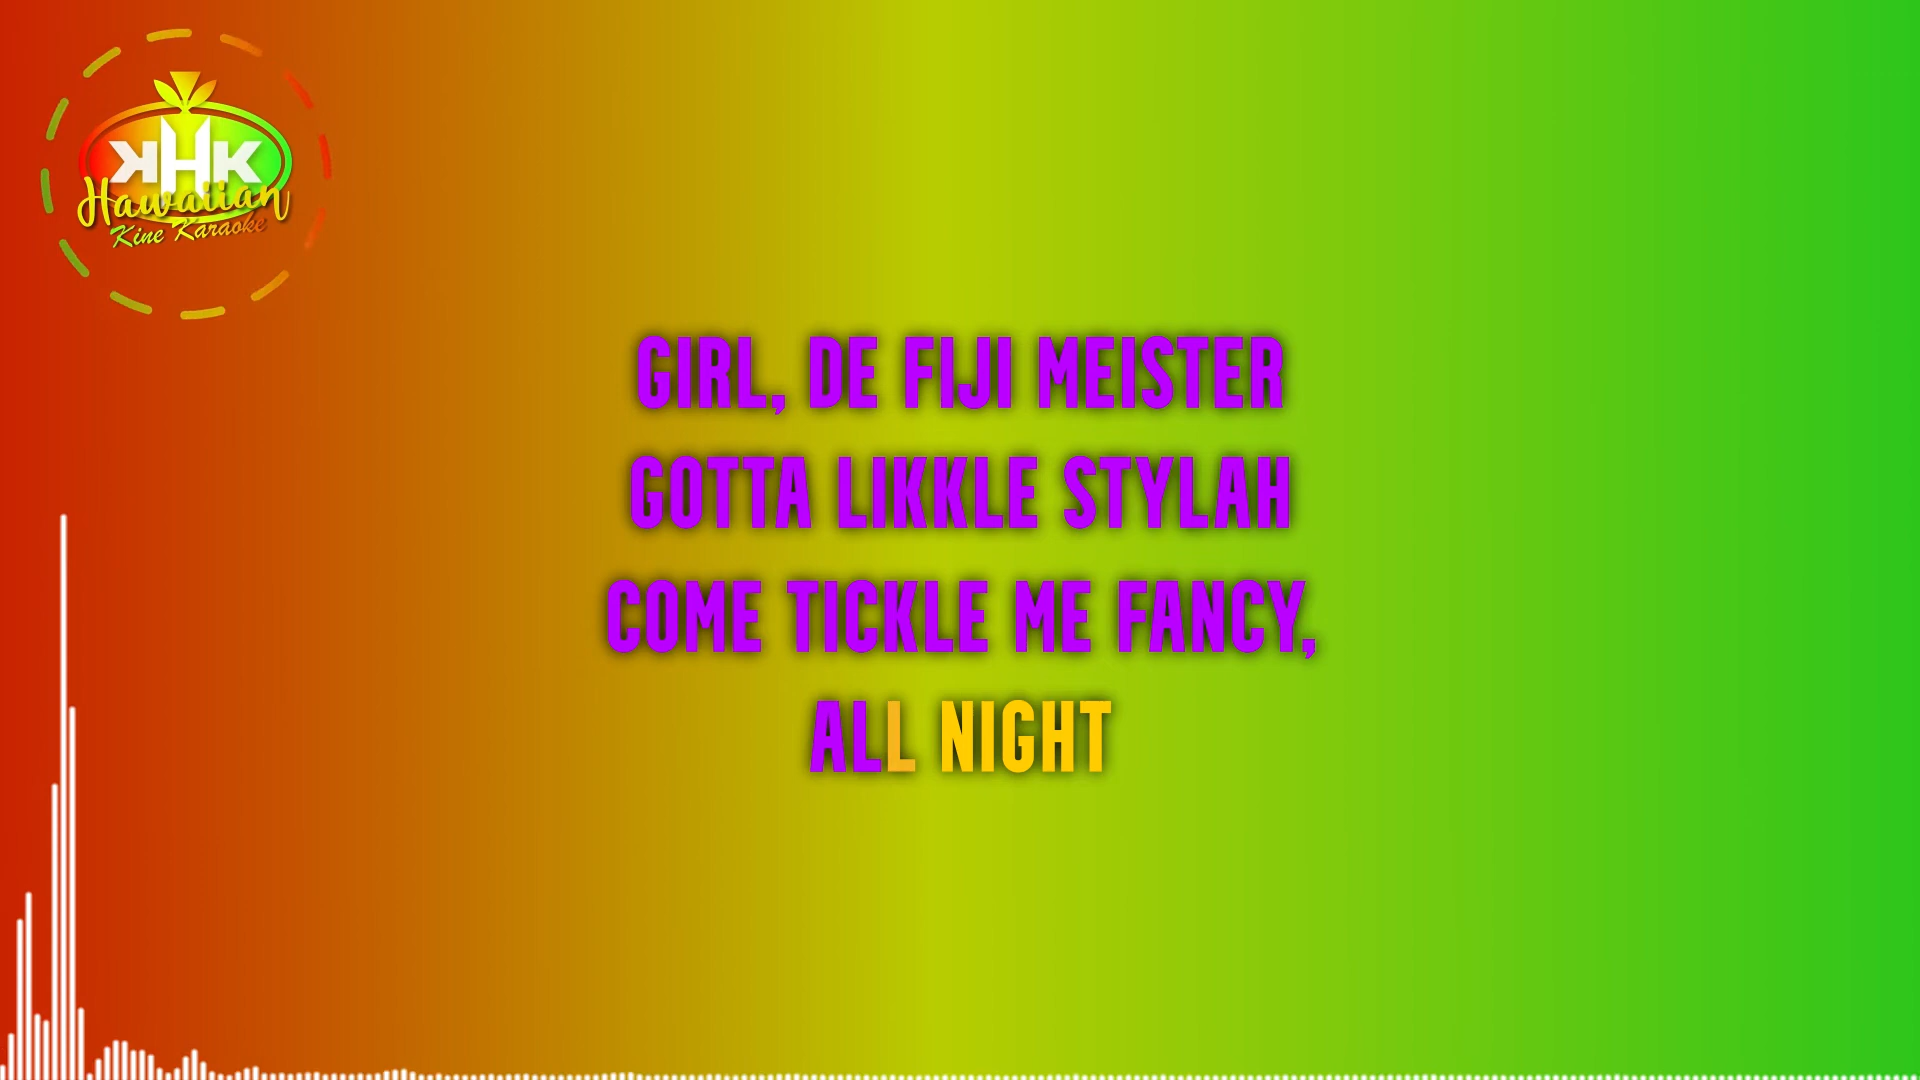 KHK
Hawaiian
Kine Karaoke
GIRL, DE FIJI MEISTER
GOTTA LIKKLE STYLAH
COME TICKLE ME FANCY,
ALL NIGHT